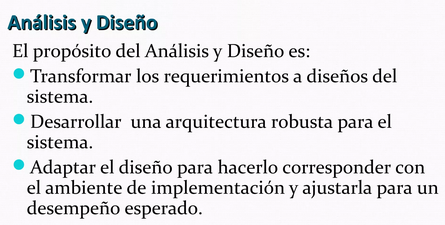 Análisis y Diseño
El propósito del Análisis y Diseño es:
Transformar los requerimientos a diseños del
sistema.
Desarrollar una arquitectura robusta para el
sistema.
Adaptar el diseño para hacerlo corresponder con
el ambiente de implementación y ajustarla para un
desempeño esperado.